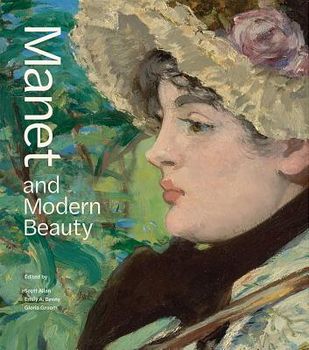 Manet
and
Modern
Beauty
Edited by
Scott Allan
Emily A. Beeny
Gloria Groom